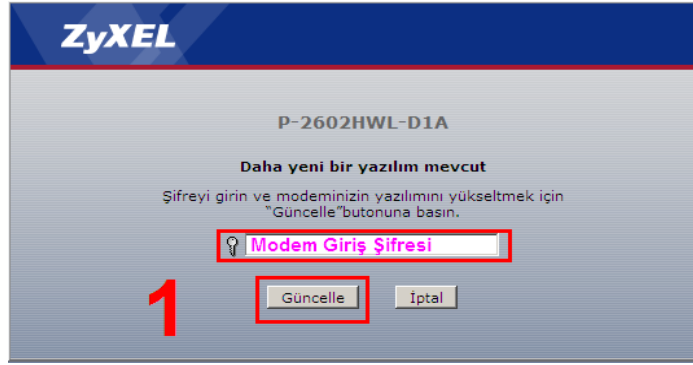 ZyXEL
P-2602HWL-D1A
Daha yeni bir yazılım mevcut
Şifreyi girin ve modeminizin yazılımını yükseltmek için
"Güncelle"butonuna basın.
Modem Giriş Şifresi
Güncelle İptal
1